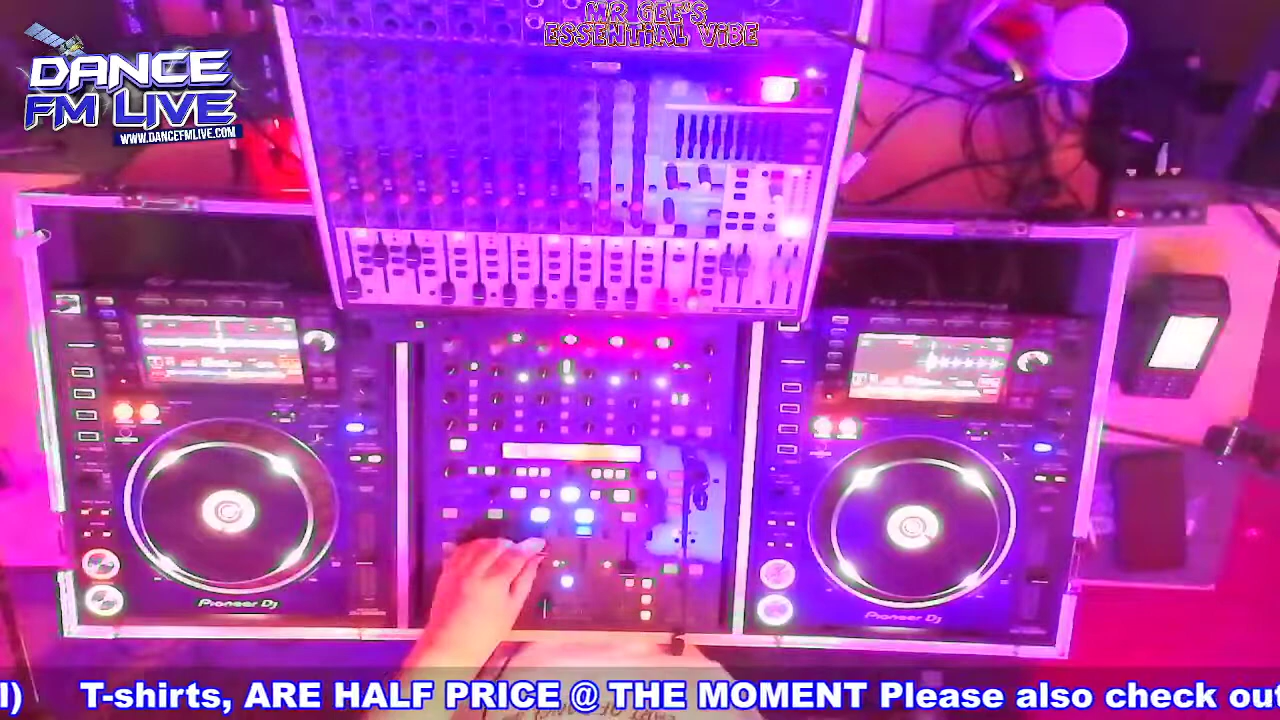 MR GEE'S
ESSENTIAL VIBE
DANCE
FM LIVE
WWW.DANCEFMLIVE.COM
Pioneer Dj
Pioneer Dj
l) T-shirts, ARE HALF PRICE @ THE MOMENT Please also check out